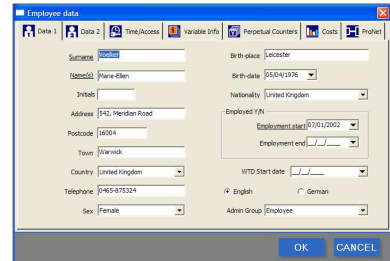 Employee data
Data 1 Data 2 Time/Access Variable Info Perpetual Counters Costs ProNet
Surname Noelker Birth-place Leicester
Name(s) Marie-Ellen Birth-date 05/04/1976
Initials Nationality United Kingdom
Address 542, Meridian Road Employed Y/N
Postcode 16004 Employment start 07/01/2002
Town Warwick Employment end __/__/____
Country United Kingdom WTD Start date __/__/____
Telephone 0465-875324 English German
Sex Female Admin Group Employee
OK CANCEL